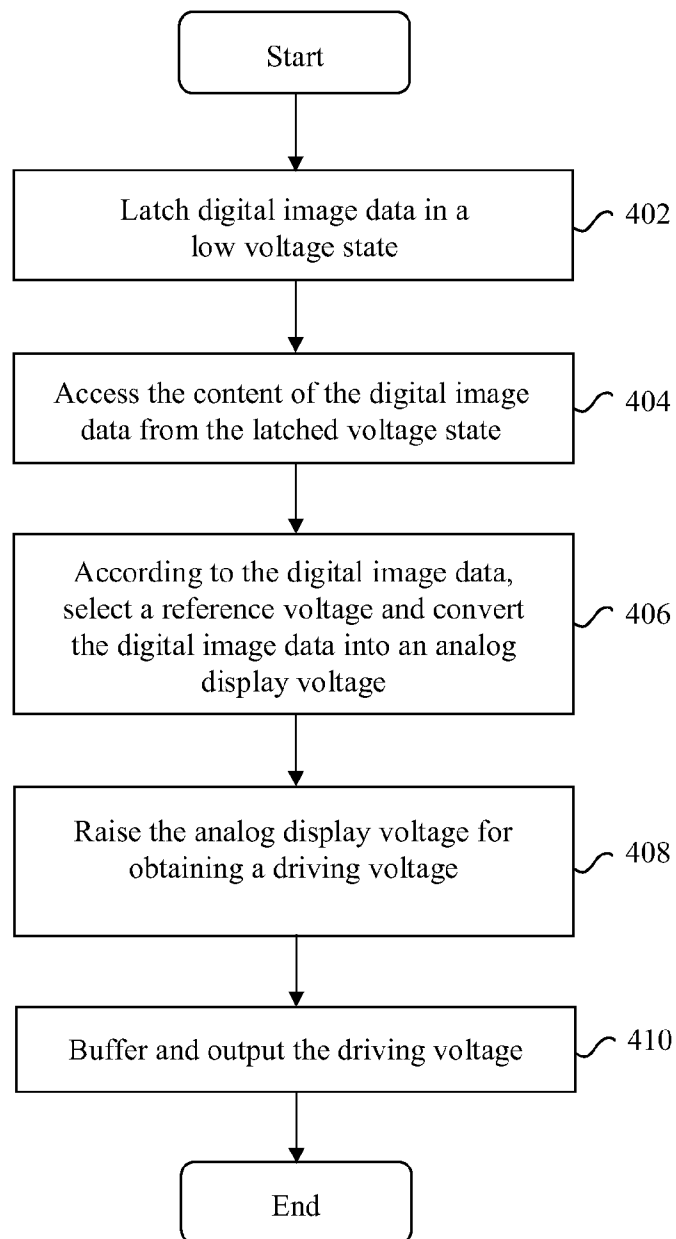 Start
Latch digital image data in a
low voltage state
402
Access the content of the digital image
data from the latched voltage state
404
According to the digital image data,
select a reference voltage and convert
the digital image data into an analog
display voltage
406
Raise the analog display voltage for
obtaining a driving voltage
408
Buffer and output the driving voltage
410
End